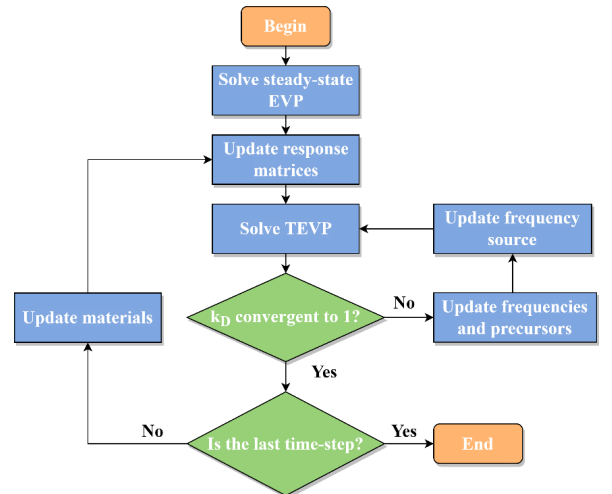 Begin
Solve steady-state
EVP
Update response
matrices
Solve TEVP
Update frequency
source
k_D convergent to 1?
No
Update frequencies
and precursors
Update materials
Yes
No
Is the last time-step?
Yes
End